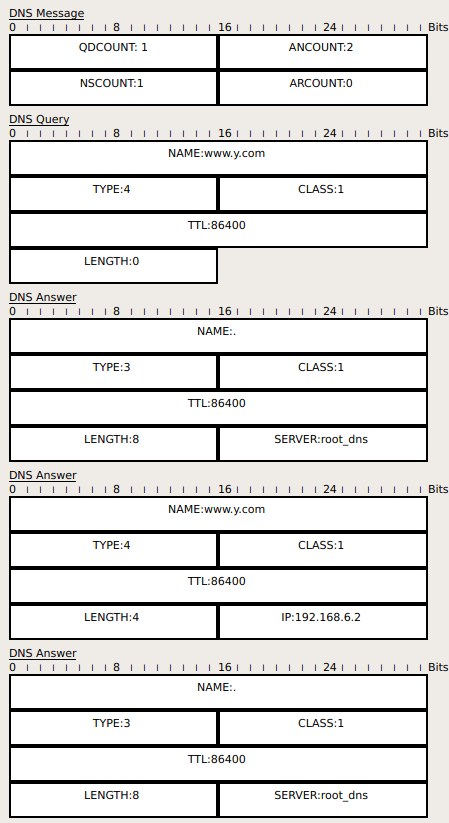 DNS Message
0 8 16 24 Bits
QDCOUNT: 1 ANCOUNT:2
NSCOUNT:1 ARCOUNT:0
DNS Query
0 8 16 24 Bits
NAME:www.y.com
TYPE:4 CLASS:1
TTL:86400
LENGTH:0
DNS Answer
0 8 16 24 Bits
NAME:.
TYPE:3 CLASS:1
TTL:86400
LENGTH:8 SERVER:root_dns
DNS Answer
0 8 16 24 Bits
NAME:www.y.com
TYPE:4 CLASS:1
TTL:86400
LENGTH:4 IP:192.168.6.2
DNS Answer
0 8 16 24 Bits
NAME:.
TYPE:3 CLASS:1
TTL:86400
LENGTH:8 SERVER:root_dns